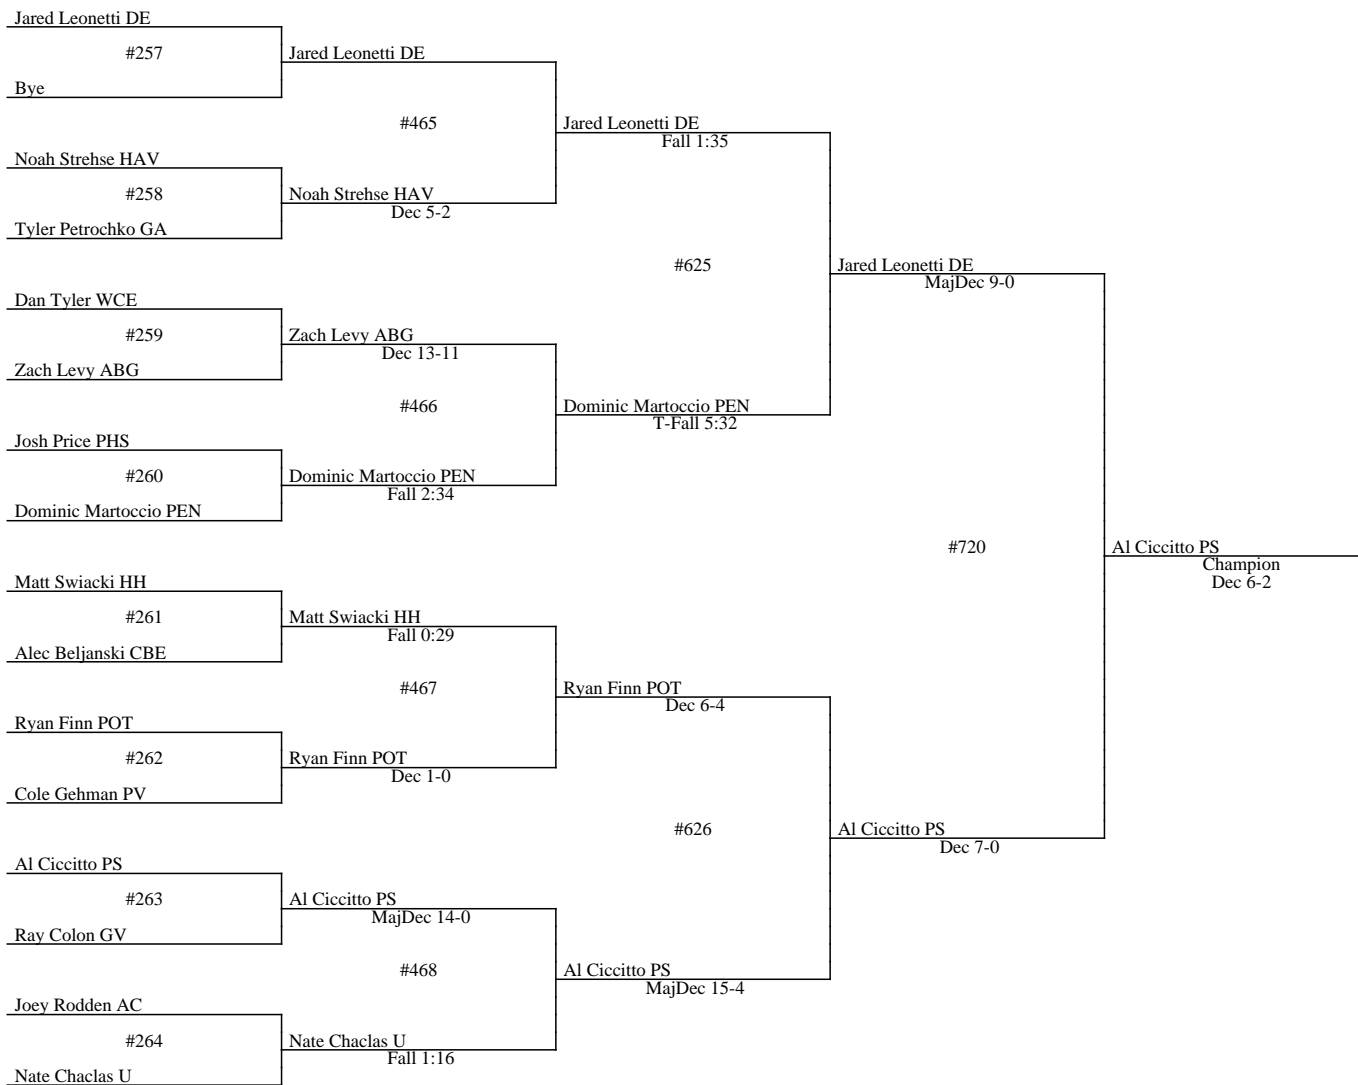 Jared Leonetti DE
#257
Jared Leonetti DE
Bye
#465
Jared Leonetti DE
Fall 1:35
Noah Strehse HAV
#258
Noah Strehse HAV
Dec 5-2
Tyler Petrochko GA
#625
Jared Leonetti DE
MajDec 9-0
Dan Tyler WCE
#259
Zach Levy ABG
Dec 13-11
Zach Levy ABG
#466
Dominic Martoccio PEN
T-Fall 5:32
Josh Price PHS
#260
Dominic Martoccio PEN
Fall 2:34
Dominic Martoccio PEN
#720
Al Ciccitto PS
Champion
Dec 6-2
Matt Swiacki HH
#261
Matt Swiacki HH
Fall 0:29
Alec Beljanski CBE
#467
Ryan Finn POT
Dec 6-4
Ryan Finn POT
#262
Ryan Finn POT
Dec 1-0
Cole Gehman PV
#626
Al Ciccitto PS
Dec 7-0
Al Ciccitto PS
#263
Al Ciccitto PS
MajDec 14-0
Ray Colon GV
#468
Al Ciccitto PS
MajDec 15-4
Joey Rodden AC
#264
Nate Chaclas U
Fall 1:16
Nate Chaclas U